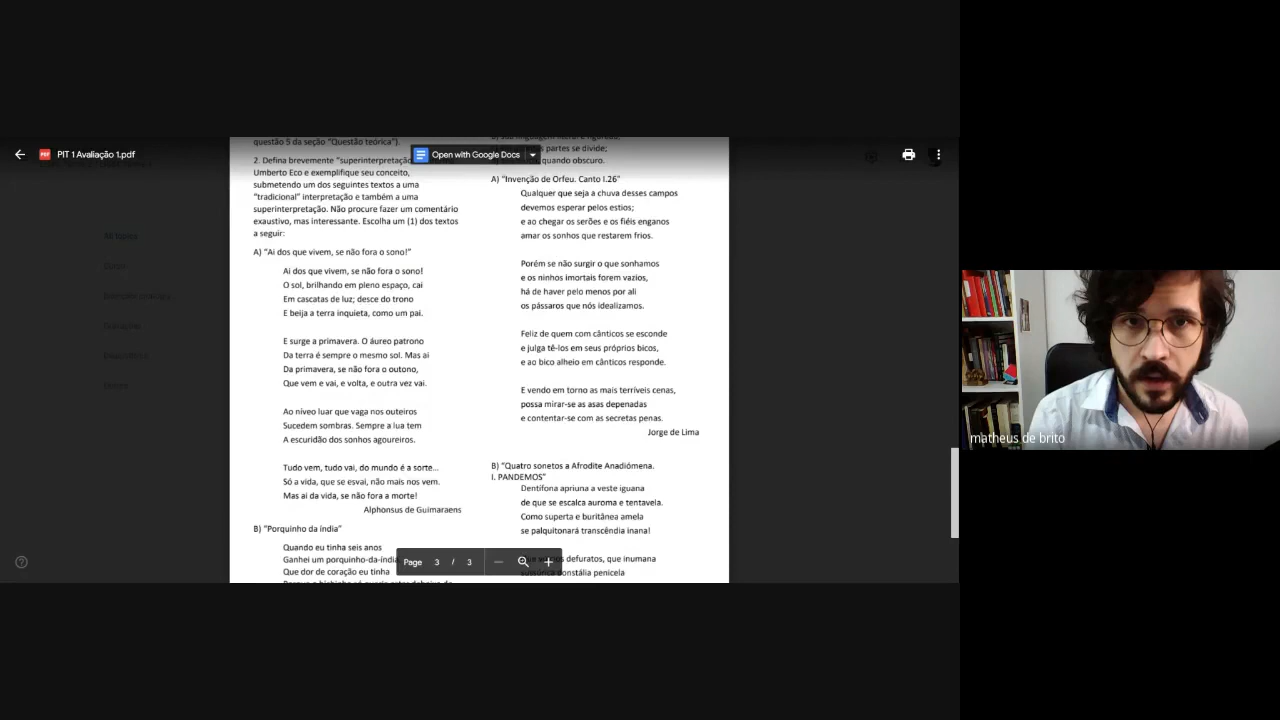 PDF PIT 1 Avaliação 1.pdf
Open with Google Docs
questão 5 da seção "Questão teórica").
2. Defina brevemente "superinterpretação
Umberto Eco e exemplifique seu conceito,
submetendo um dos seguintes textos a uma
"tradicional" interpretação e também a uma
superinterpretação. Não procure fazer um comentário
exaustivo, mas interessante. Escolha um (1) dos textos
a seguir:
A) "Ai dos que vivem, se não fora o sono!"
Ai dos que vivem, se não fora o sono!
O sol, brilhando em pleno espaço, cai
Em cascatas de luz; desce do trono
E beija a terra inquieta, como um pai.
E surge a primavera. O áureo patrono
Da terra é sempre o mesmo sol. Mas ai
Da primavera, se não fora o outono,
Que vem e vai, e volta, e outra vez vai.
Ao níveo luar que vaga nos outeiros
Sucedem sombras. Sempre a lua tem
A escuridão dos sonhos agoureiros.
Tudo vem, tudo vai, do mundo é a sorte...
Só a vida, que se esvai, não mais nos vem.
Mas ai da vida, se não fora a morte!
Alphonsus de Guimaraens
B) "Porquinho da índia"
Quando eu tinha seis anos
Ganhei um porquinho-da-índia
Que dor de coração eu tinha
partes se divide;
quando obscuro.
A) "Invenção de Orfeu. Canto I.26"
Qualquer que seja a chuva desses campos
devemos esperar pelos estios;
e ao chegar os serões e os fiéis enganos
amar os sonhos que restarem frios.
Porém se não surgir o que sonhamos
e os ninhos imortais forem vazios,
há de haver pelo menos por ali
os pássaros que nós idealizamos.
Feliz de quem com cânticos se esconde
e julga tê-los em seus próprios bicos,
e ao bico alheio em cânticos responde.
E vendo em torno as mais terríveis cenas,
possa mirar-se as asas depenadas
e contentar-se com as secretas penas.
Jorge de Lima
B) "Quatro sonetos a Afrodite Anadiómena.
I. PANDEMOS"
Dentífona apriuna a veste iguana
de que se escalca auroma e tentavela.
Como superta e buritânea amela
se palquitonará transcêndia inana!
defuratos, que inumana
donstália penicela
Page 3 / 3
matheus de brito